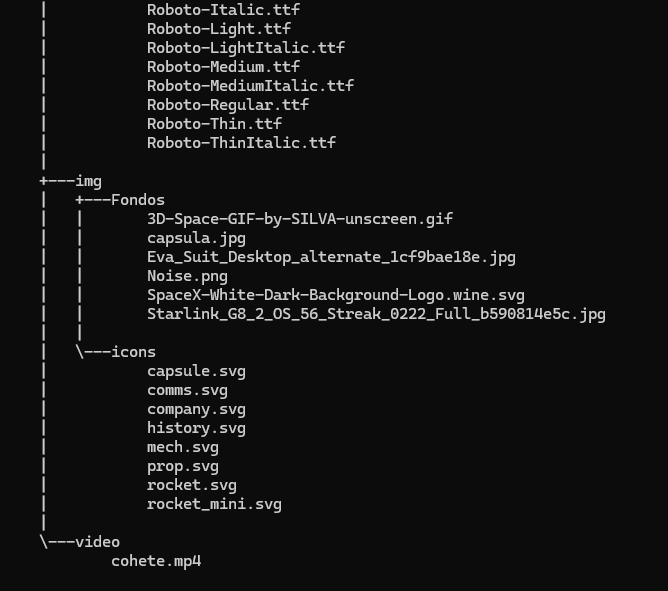 |           Roboto-Italic.ttf
|           Roboto-Light.ttf
|           Roboto-LightItalic.ttf
|           Roboto-Medium.ttf
|           Roboto-MediumItalic.ttf
|           Roboto-Regular.ttf
|           Roboto-Thin.ttf
|           Roboto-ThinItalic.ttf
|
+---img
|   +---Fondos
|   |       3D-Space-GIF-by-SILVA-unscreen.gif
|   |       capsula.jpg
|   |       Eva_Suit_Desktop_alternate_1cf9bae18e.jpg
|   |       Noise.png
|   |       SpaceX-White-Dark-Background-Logo.wine.svg
|   |       Starlink_G8_2_OS_56_Streak_0222_Full_b590814e5c.jpg
|   |
|   \---icons
|           capsule.svg
|           comms.svg
|           company.svg
|           history.svg
|           mech.svg
|           prop.svg
|           rocket.svg
|           rocket_mini.svg
|
\---video
        cohete.mp4